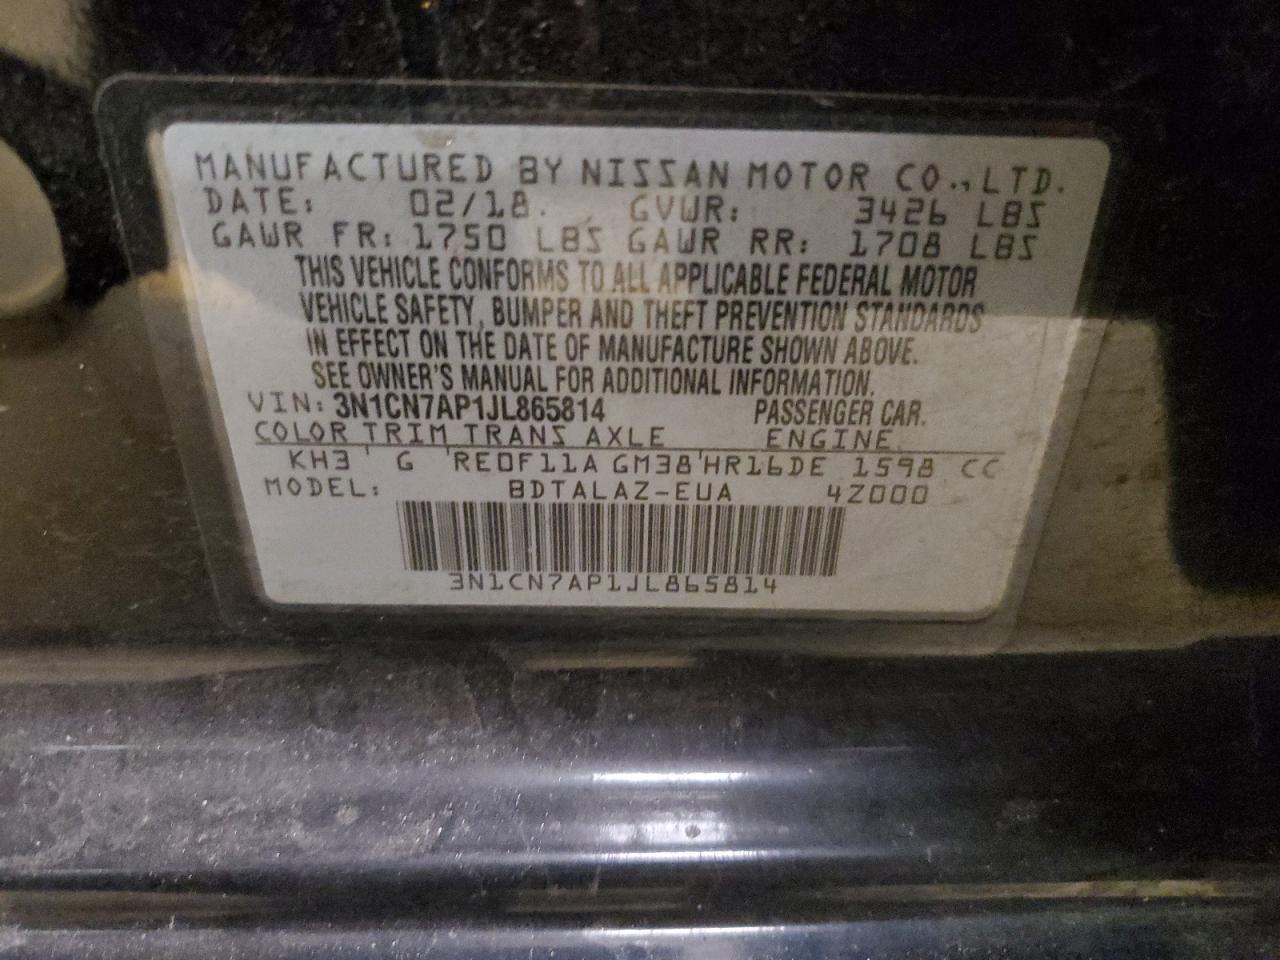 MANUFACTURED BY NISSAN MOTOR CO., LTD.
DATE: 02/18. GVWR: 3426 LBS
GAWR FR: 1750 LBS GAWR RR: 1708 LBS
THIS VEHICLE CONFORMS TO ALL APPLICABLE FEDERAL MOTOR
VEHICLE SAFETY, BUMPER AND THEFT PREVENTION STANDARDS
IN EFFECT ON THE DATE OF MANUFACTURE SHOWN ABOVE.
SEE OWNER'S MANUAL FOR ADDITIONAL INFORMATION.
VIN: 3N1CN7AP1JL865814 PASSENGER CAR.
COLOR TRIM TRANS AXLE ENGINE
KH3 G RE0F11A GM38 HR16DE 1598 CC
MODEL: BDTALAZ-EUA 4Z000
3N1CN7AP1JL865814